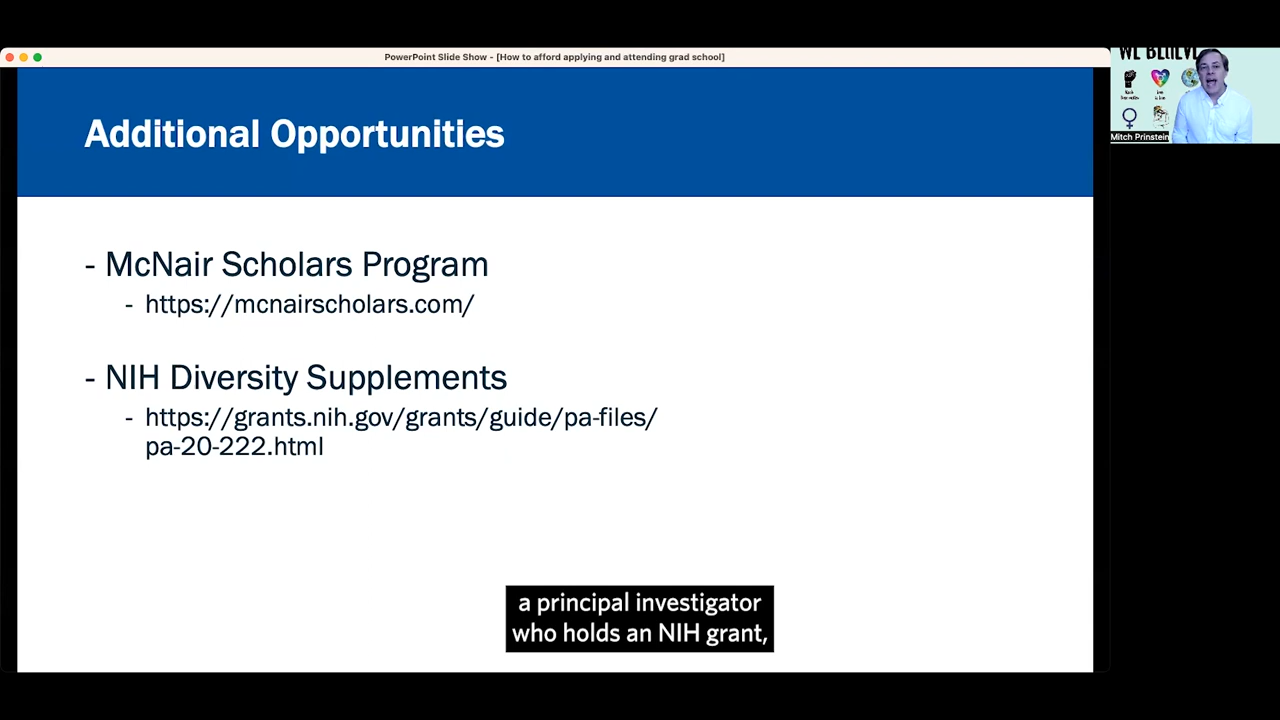 PowerPoint Slide Show - [How to afford applying and attending grad school]
WE BELIEVE
Mitch Prinstein
Additional Opportunities
- McNair Scholars Program
- https://mcnairscholars.com/
- NIH Diversity Supplements
- https://grants.nih.gov/grants/guide/pa-files/
pa-20-222.html
a principal investigator
who holds an NIH grant,